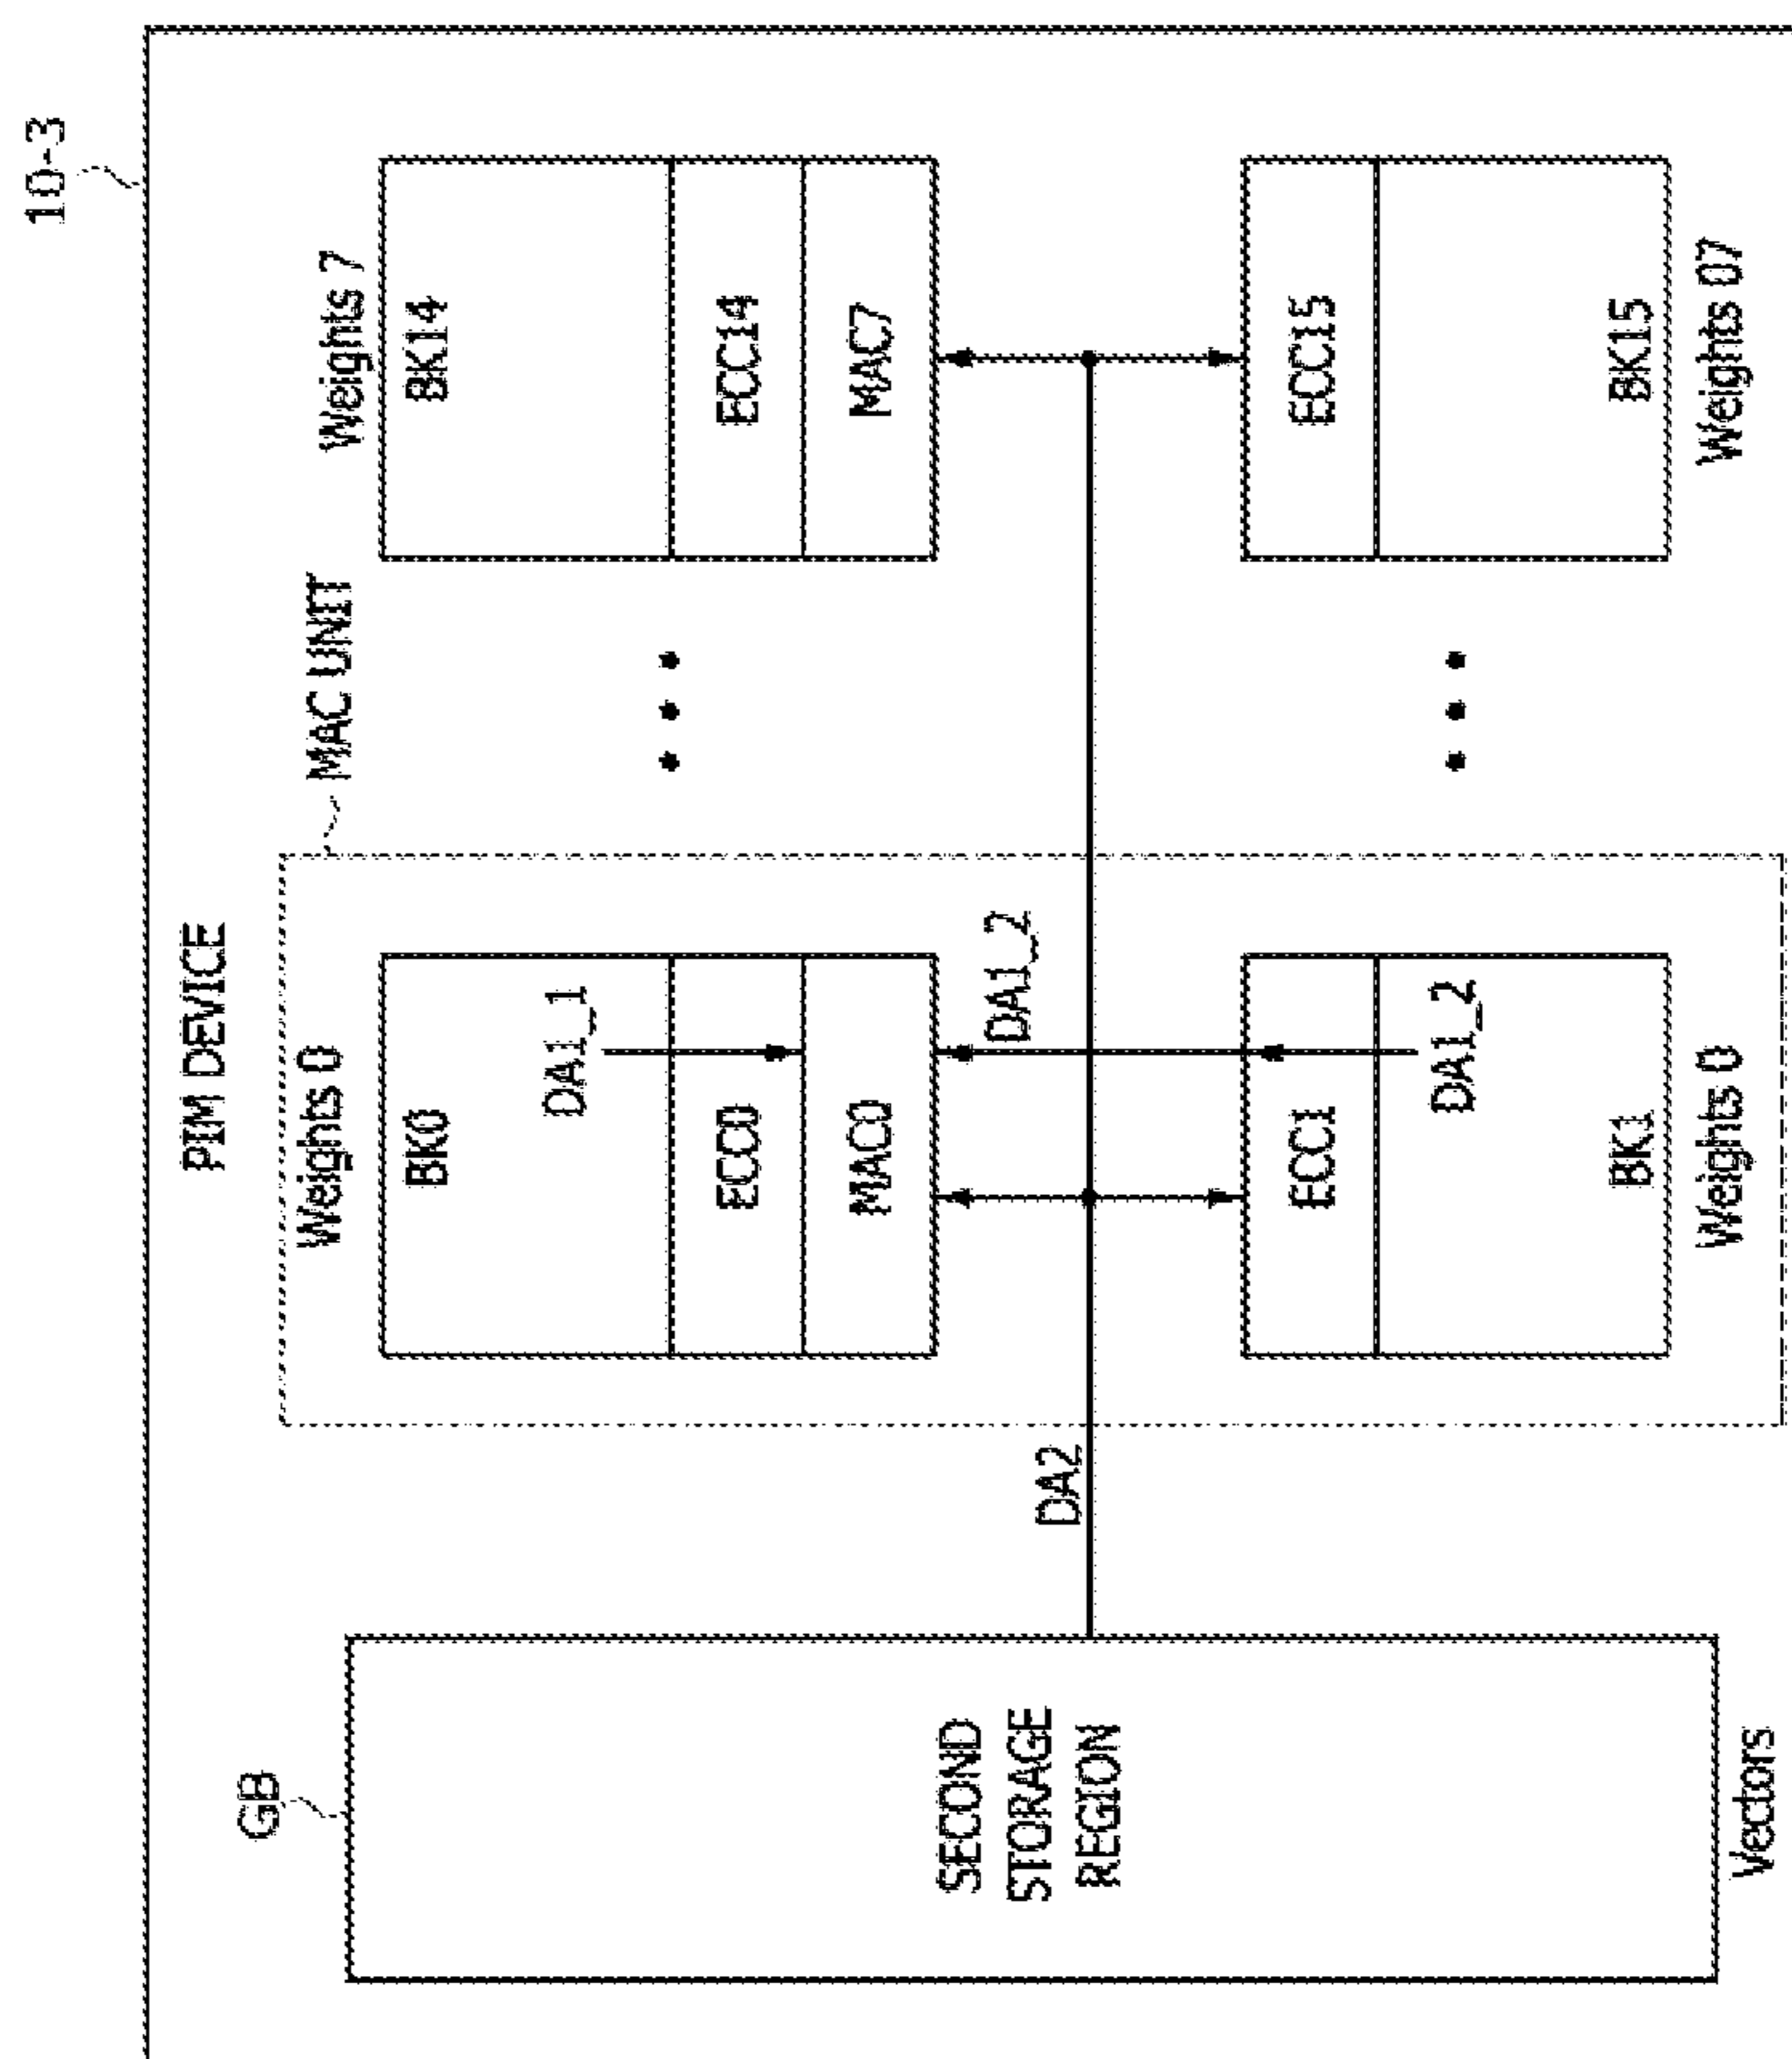 10-3
PIM DEVICE
GB
SECOND
STORAGE
REGION
Vectors
DA2
MAC UNIT
Weights 0
BK0
DA1_1
ECC0
MAC0
DA1_2
ECC1
DA1_2
BK1
Weights 0
Weights 7
BK14
ECC14
MAC7
ECC15
BK15
Weights 07